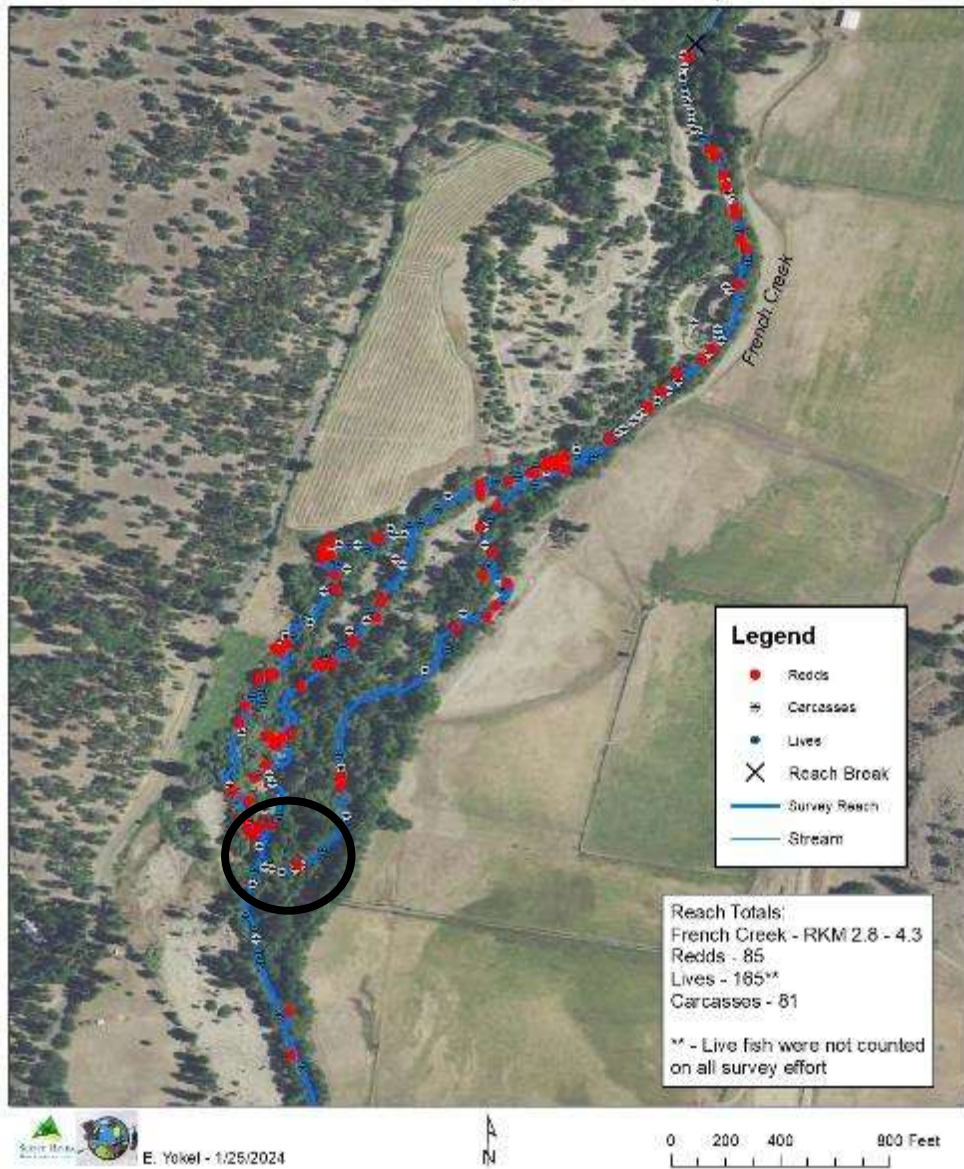 French Creek
Legend
Redds
Carcasses
Lives
Reach Break
Survey Reach
Stream
Reach Totals:
French Creek - RKM 2.8 - 4.3
Redds - 85
Lives - 165**
Carcasses - 81
** - Live fish were not counted
on all survey effort
E. Yokel - 1/25/2024
N
0 200 400 800 Feet